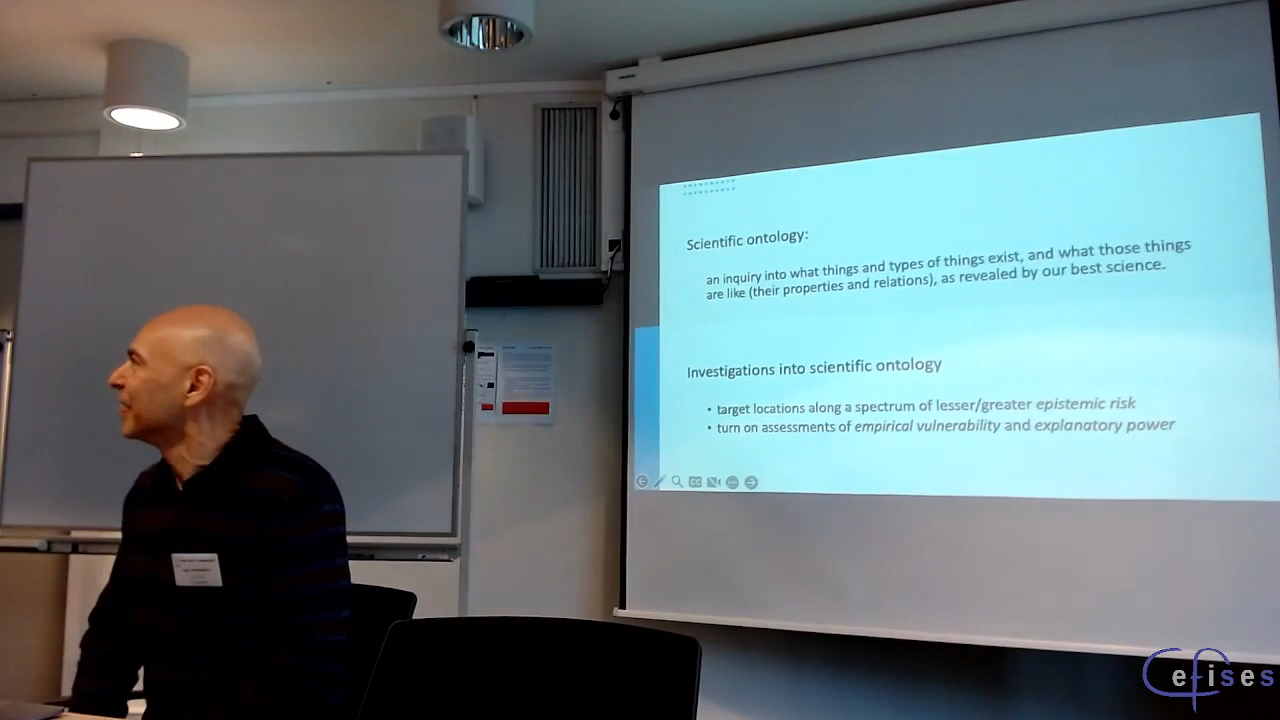 Scientific ontology:
an inquiry into what things and types of things exist, and what those things
are like (their properties and relations), as revealed by our best science.
Investigations into scientific ontology
• target locations along a spectrum of lesser/greater epistemic risk
• turn on assessments of empirical vulnerability and explanatory power
Cefises